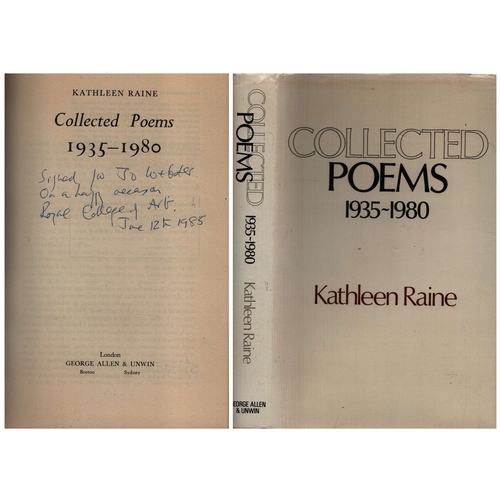 KATHLEEN RAINE
Collected Poems
1935–1980
Signed for Jo Webster
On a happy occasion
Royal College of Art.
June 12th 1985
London
GEORGE ALLEN & UNWIN
Boston Sydney
COLLECTED POEMS 1935~1980 Kathleen Raine GEORGE ALLEN & UNWIN
COLLECTED
POEMS
1935~1980
Kathleen Raine